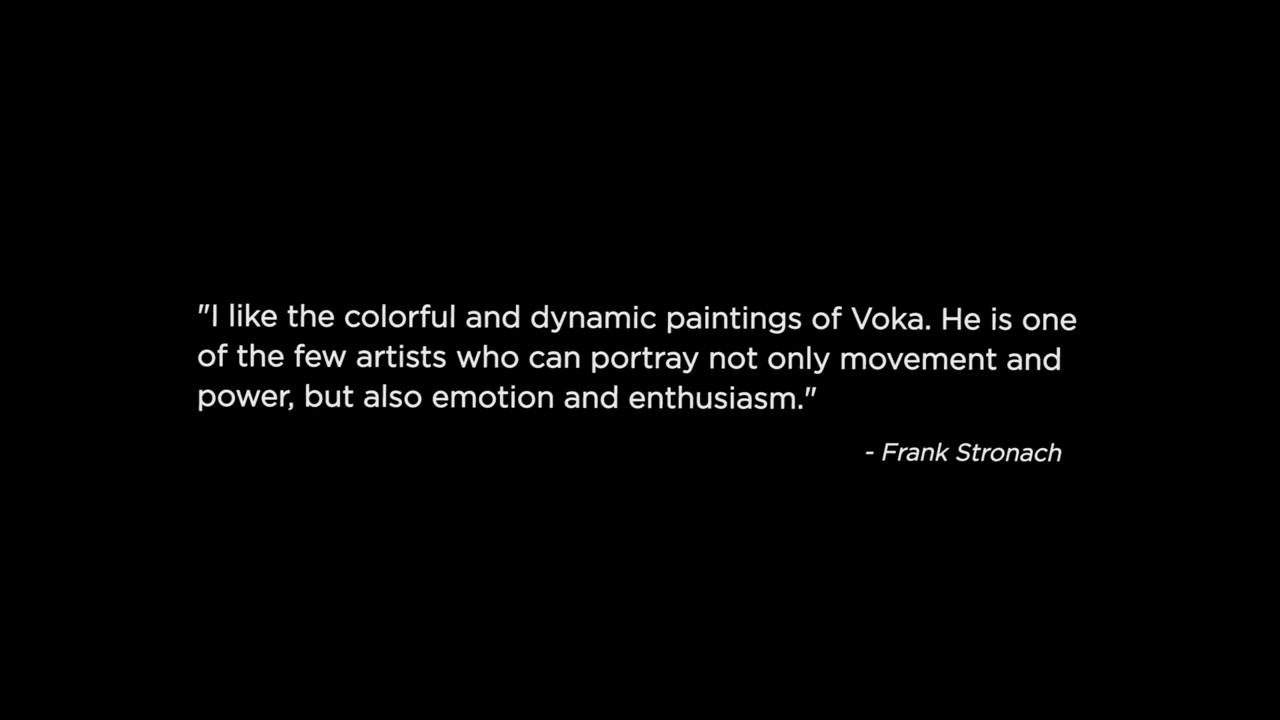 "I like the colorful and dynamic paintings of Voka. He is one
of the few artists who can portray not only movement and
power, but also emotion and enthusiasm."
- Frank Stronach